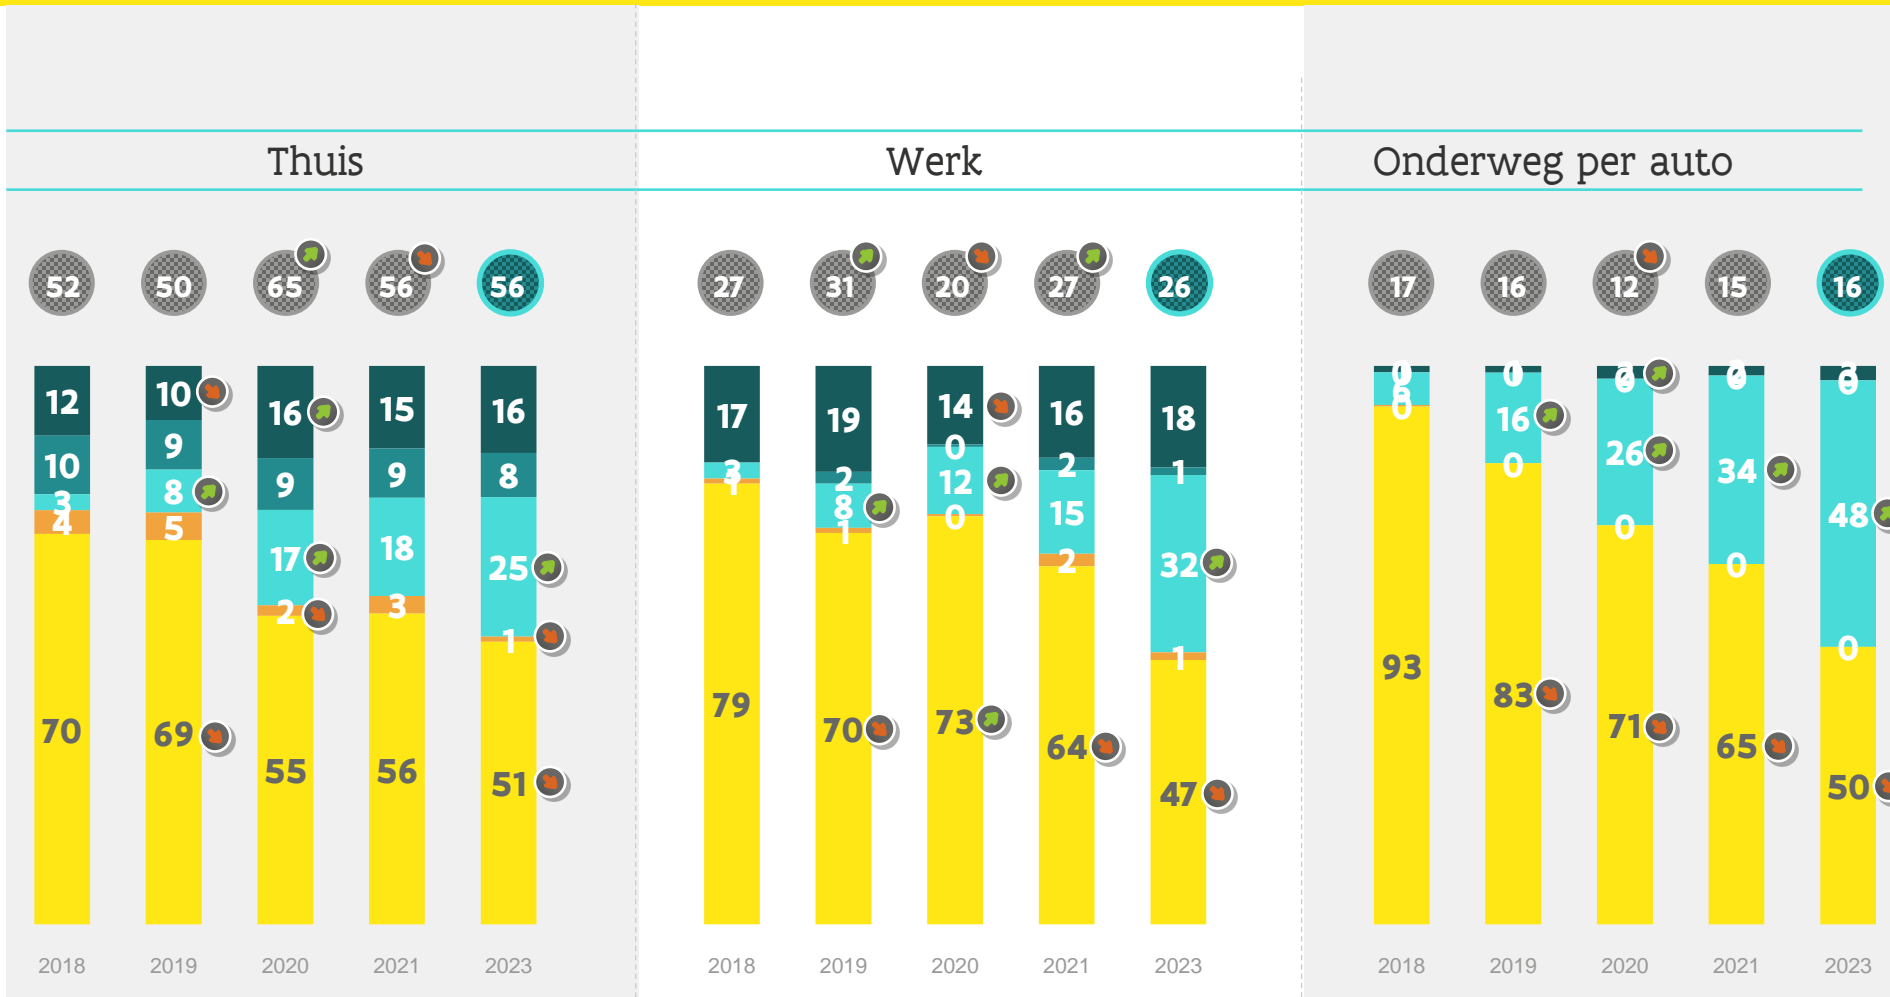 Thuis Werk Onderweg per auto
52 50 65 56 56 27 31 20 27 26 17 16 12 15 16
12 10 16 15 16 17 19 14 16 18
10 9 9 9 8 2 0 2 1
3 8 17 18 25 3 8 12 15 32 16 26 34 48
4 5 2 3 1 1 1 0 2 1 0 0 0 0 0
70 69 55 56 51 79 70 73 64 47 93 83 71 65 50
2018 2019 2020 2021 2023 2018 2019 2020 2021 2023 2018 2019 2020 2021 2023